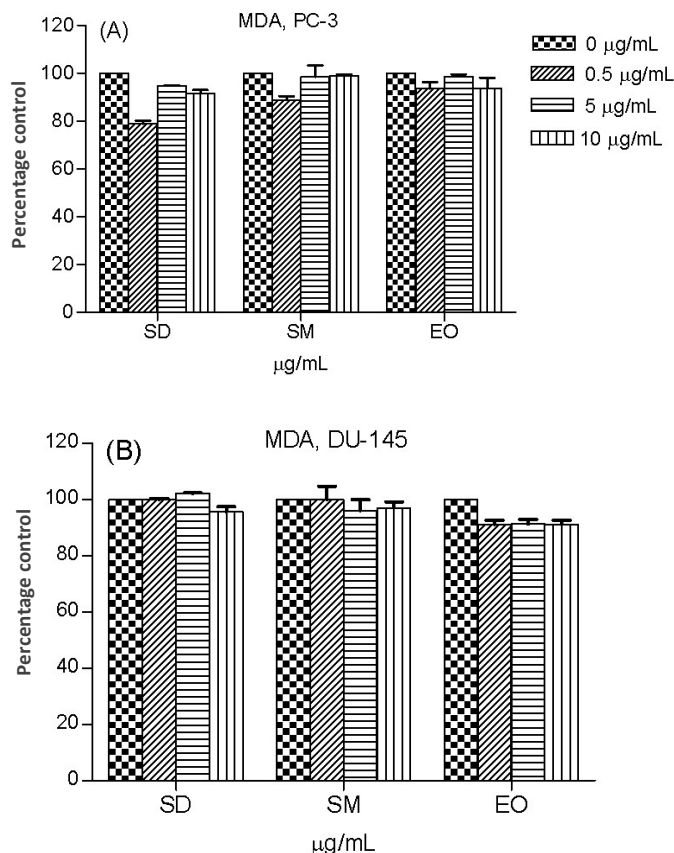 (A)
MDA, PC-3
Percentage control
120
100
80
60
40
20
0
SD SM EO
μg/mL
0 μg/mL
0.5 μg/mL
5 μg/mL
10 μg/mL
(B)
MDA, DU-145
Percentage control
120
100
80
60
40
20
0
SD SM EO
μg/mL